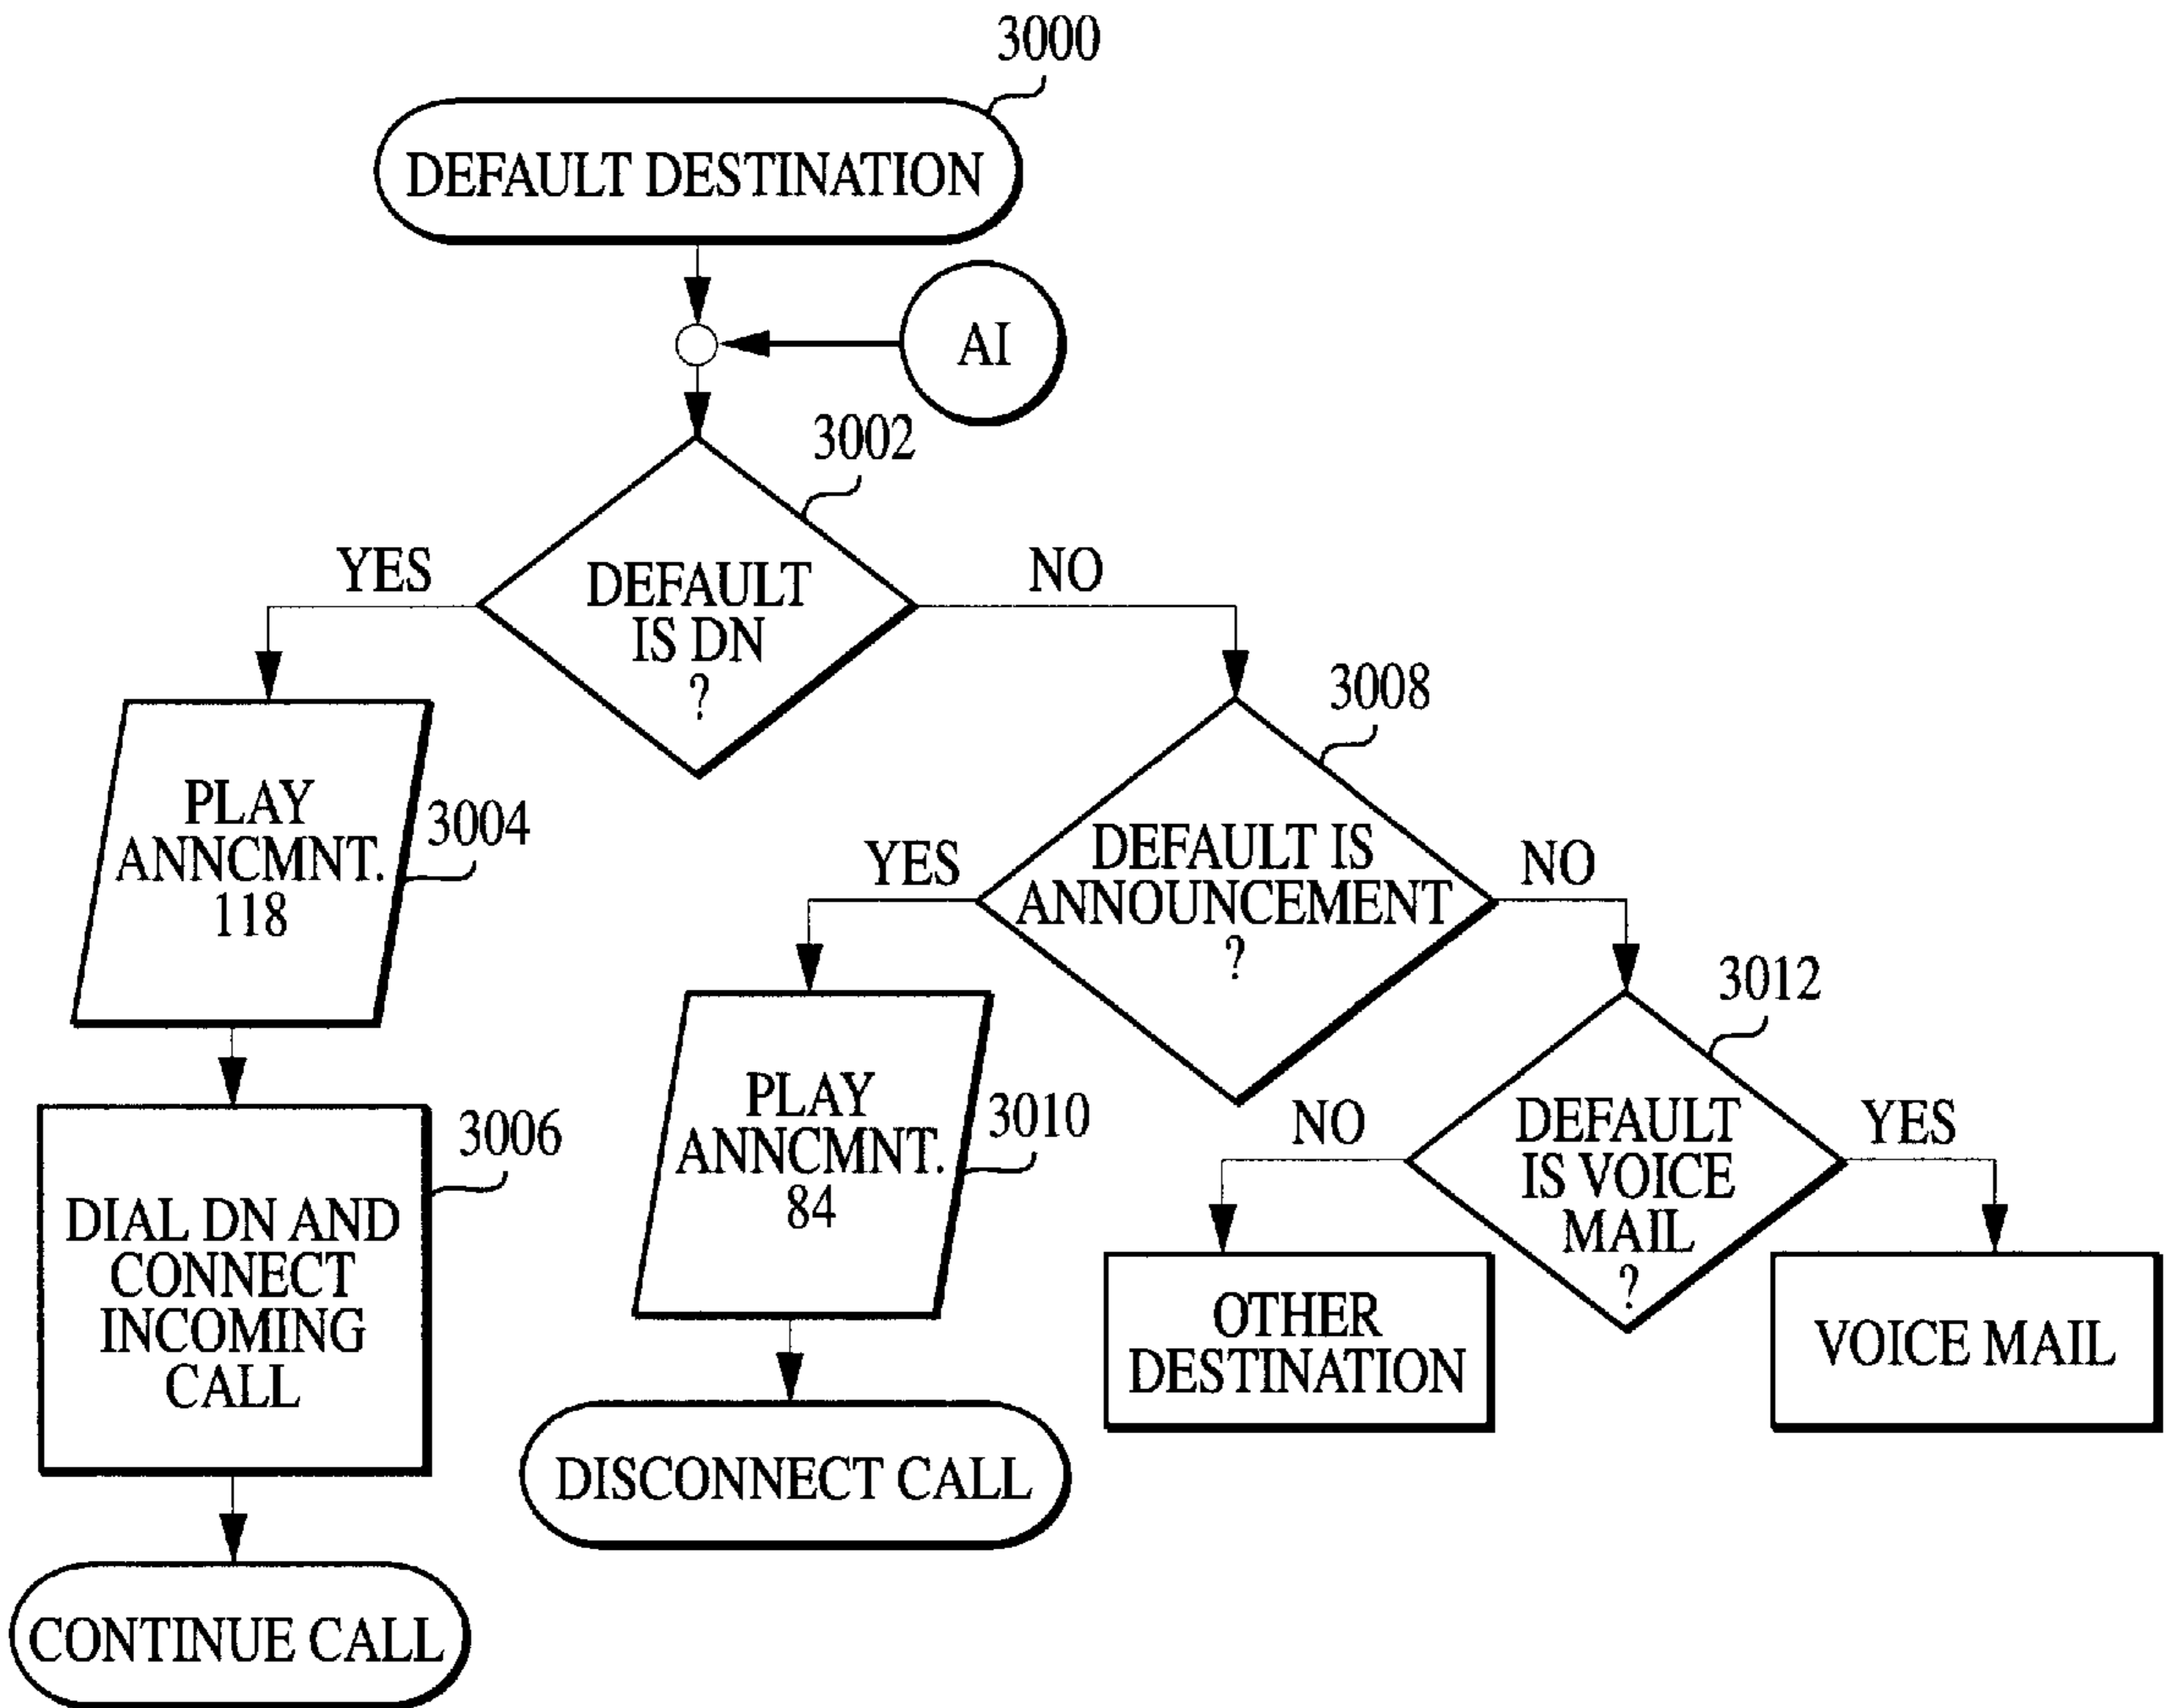 3000
DEFAULT DESTINATION
AI
3002
YES
DEFAULT
IS DN
?
NO
3008
PLAY
ANNCMNT.
118
3004
YES
DEFAULT IS
ANNOUNCEMENT
?
NO
3012
PLAY
ANNCMNT.
84
3010
NO
DEFAULT
IS VOICE
MAIL
?
YES
3006
DIAL DN AND
CONNECT
INCOMING
CALL
OTHER
DESTINATION
VOICE MAIL
DISCONNECT CALL
CONTINUE CALL